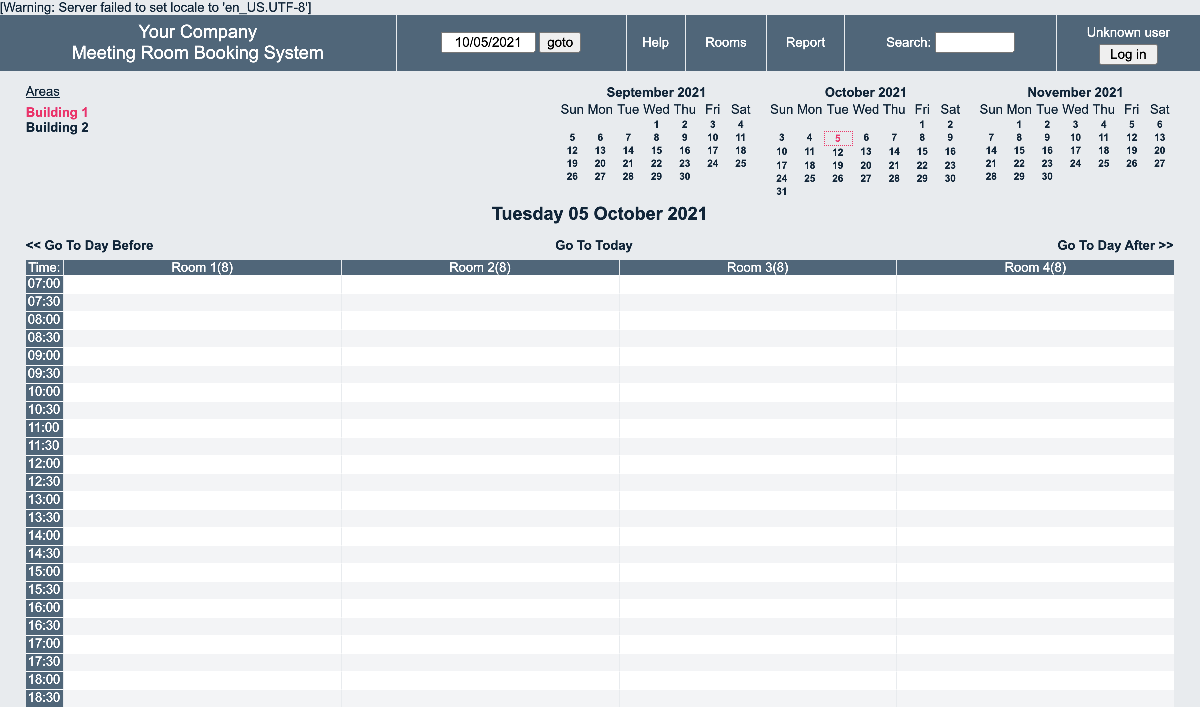 [Warning: Server failed to set locale to 'en_US.UTF-8']
Your Company
Meeting Room Booking System
10/05/2021 goto
Help
Rooms
Report
Search:
Unknown user
Log in
Areas
Building 1
Building 2
September 2021
Sun Mon Tue Wed Thu Fri Sat
1 2 3 4
5 6 7 8 9 10 11
12 13 14 15 16 17 18
19 20 21 22 23 24 25
26 27 28 29 30
October 2021
Sun Mon Tue Wed Thu Fri Sat
1 2
3 4 5 6 7 8 9
10 11 12 13 14 15 16
17 18 19 20 21 22 23
24 25 26 27 28 29 30
31
November 2021
Sun Mon Tue Wed Thu Fri Sat
1 2 3 4 5 6
7 8 9 10 11 12 13
14 15 16 17 18 19 20
21 22 23 24 25 26 27
28 29 30
Tuesday 05 October 2021
<< Go To Day Before
Go To Today
Go To Day After >>
Time: Room 1(8) Room 2(8) Room 3(8) Room 4(8)
07:00
07:30
08:00
08:30
09:00
09:30
10:00
10:30
11:00
11:30
12:00
12:30
13:00
13:30
14:00
14:30
15:00
15:30
16:00
16:30
17:00
17:30
18:00
18:30